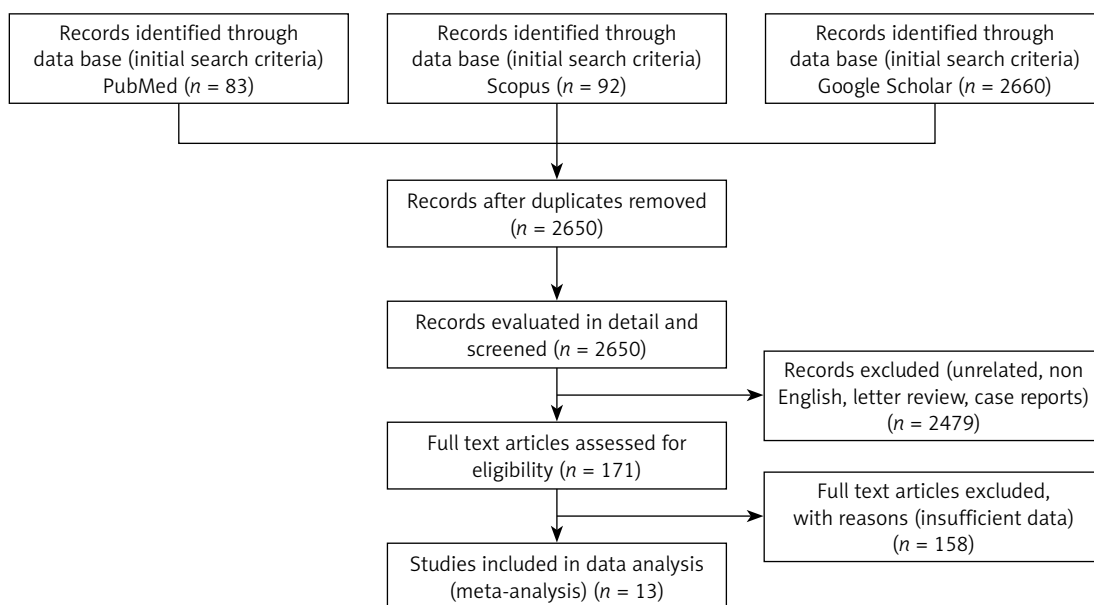 Records identified through
data base (initial search criteria)
PubMed (n = 83)
Records identified through
data base (initial search criteria)
Scopus (n = 92)
Records identified through
data base (initial search criteria)
Google Scholar (n = 2660)
Records after duplicates removed
(n = 2650)
Records evaluated in detail and
screened (n = 2650)
Records excluded (unrelated, non
English, letter review, case reports)
(n = 2479)
Full text articles assessed for
eligibility (n = 171)
Full text articles excluded,
with reasons (insufficient data)
(n = 158)
Studies included in data analysis
(meta-analysis) (n = 13)